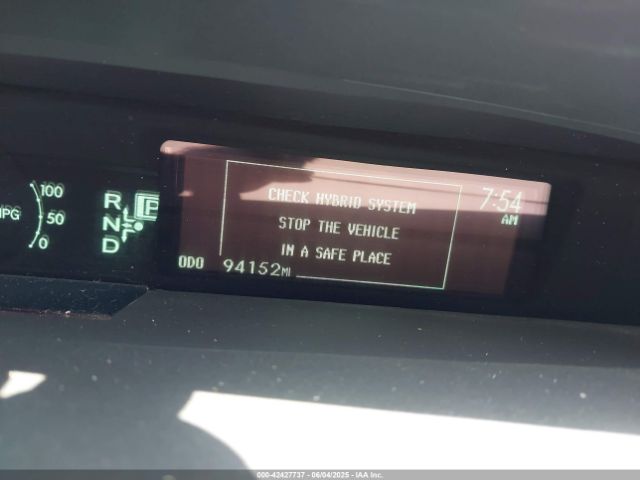 100
MPG 50
0
R
N
D
P
CHECK HYBRID SYSTEM
STOP THE VEHICLE
IN A SAFE PLACE
7:54
AM
ODO 94152MI
000-42427737 - 06/04/2025 - IAA Inc.